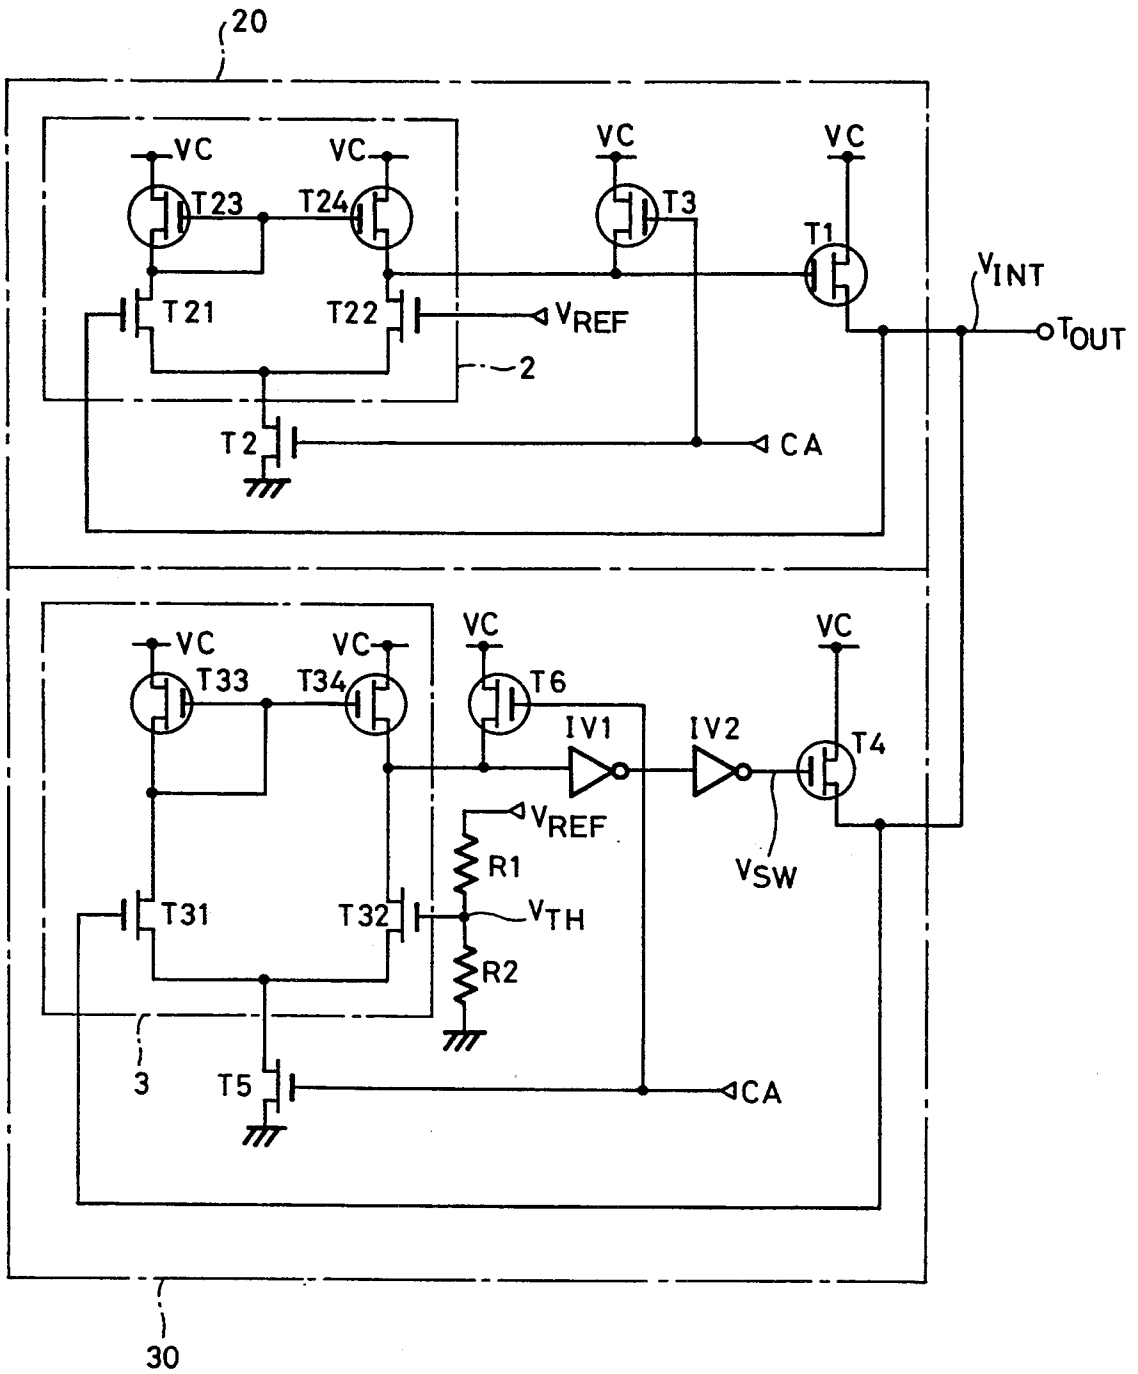 20
VC VC VC VC
T23 T24 T3 T1
VINT
T21 T22 VREF TOUT
2
T2 CA
VC VC VC VC
T33 T34 T6
IV1 IV2 T4
VREF
R1 VSW
T31 T32 VTH
R2
3 T5 CA
30